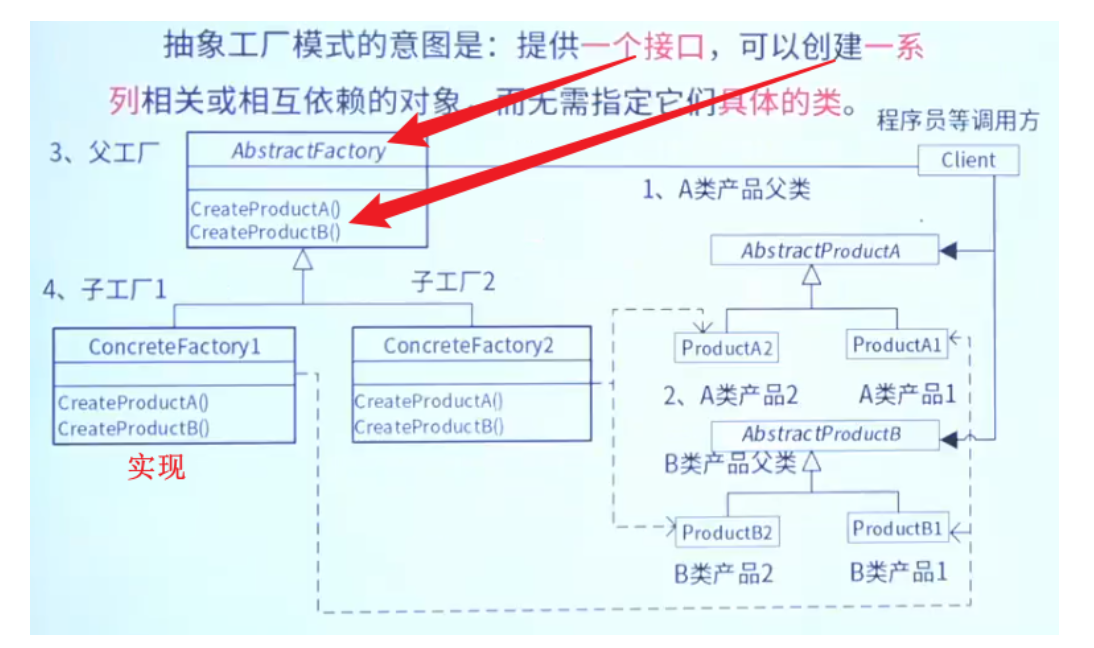 抽象工厂模式的意图是：提供一个接口，可以创建一系
列相关或相互依赖的对象，而无需指定它们具体的类。
程序员等调用方
3、父工厂
AbstractFactory
Client
1、A类产品父类
CreateProductA()
CreateProductB()
AbstractProductA
4、子工厂1
子工厂2
ConcreteFactory1
ConcreteFactory2
ProductA2
ProductA1
2、A类产品2
A类产品1
CreateProductA()
CreateProductB()
CreateProductA()
CreateProductB()
AbstractProductB
实现
B类产品父类
ProductB2
ProductB1
B类产品2
B类产品1